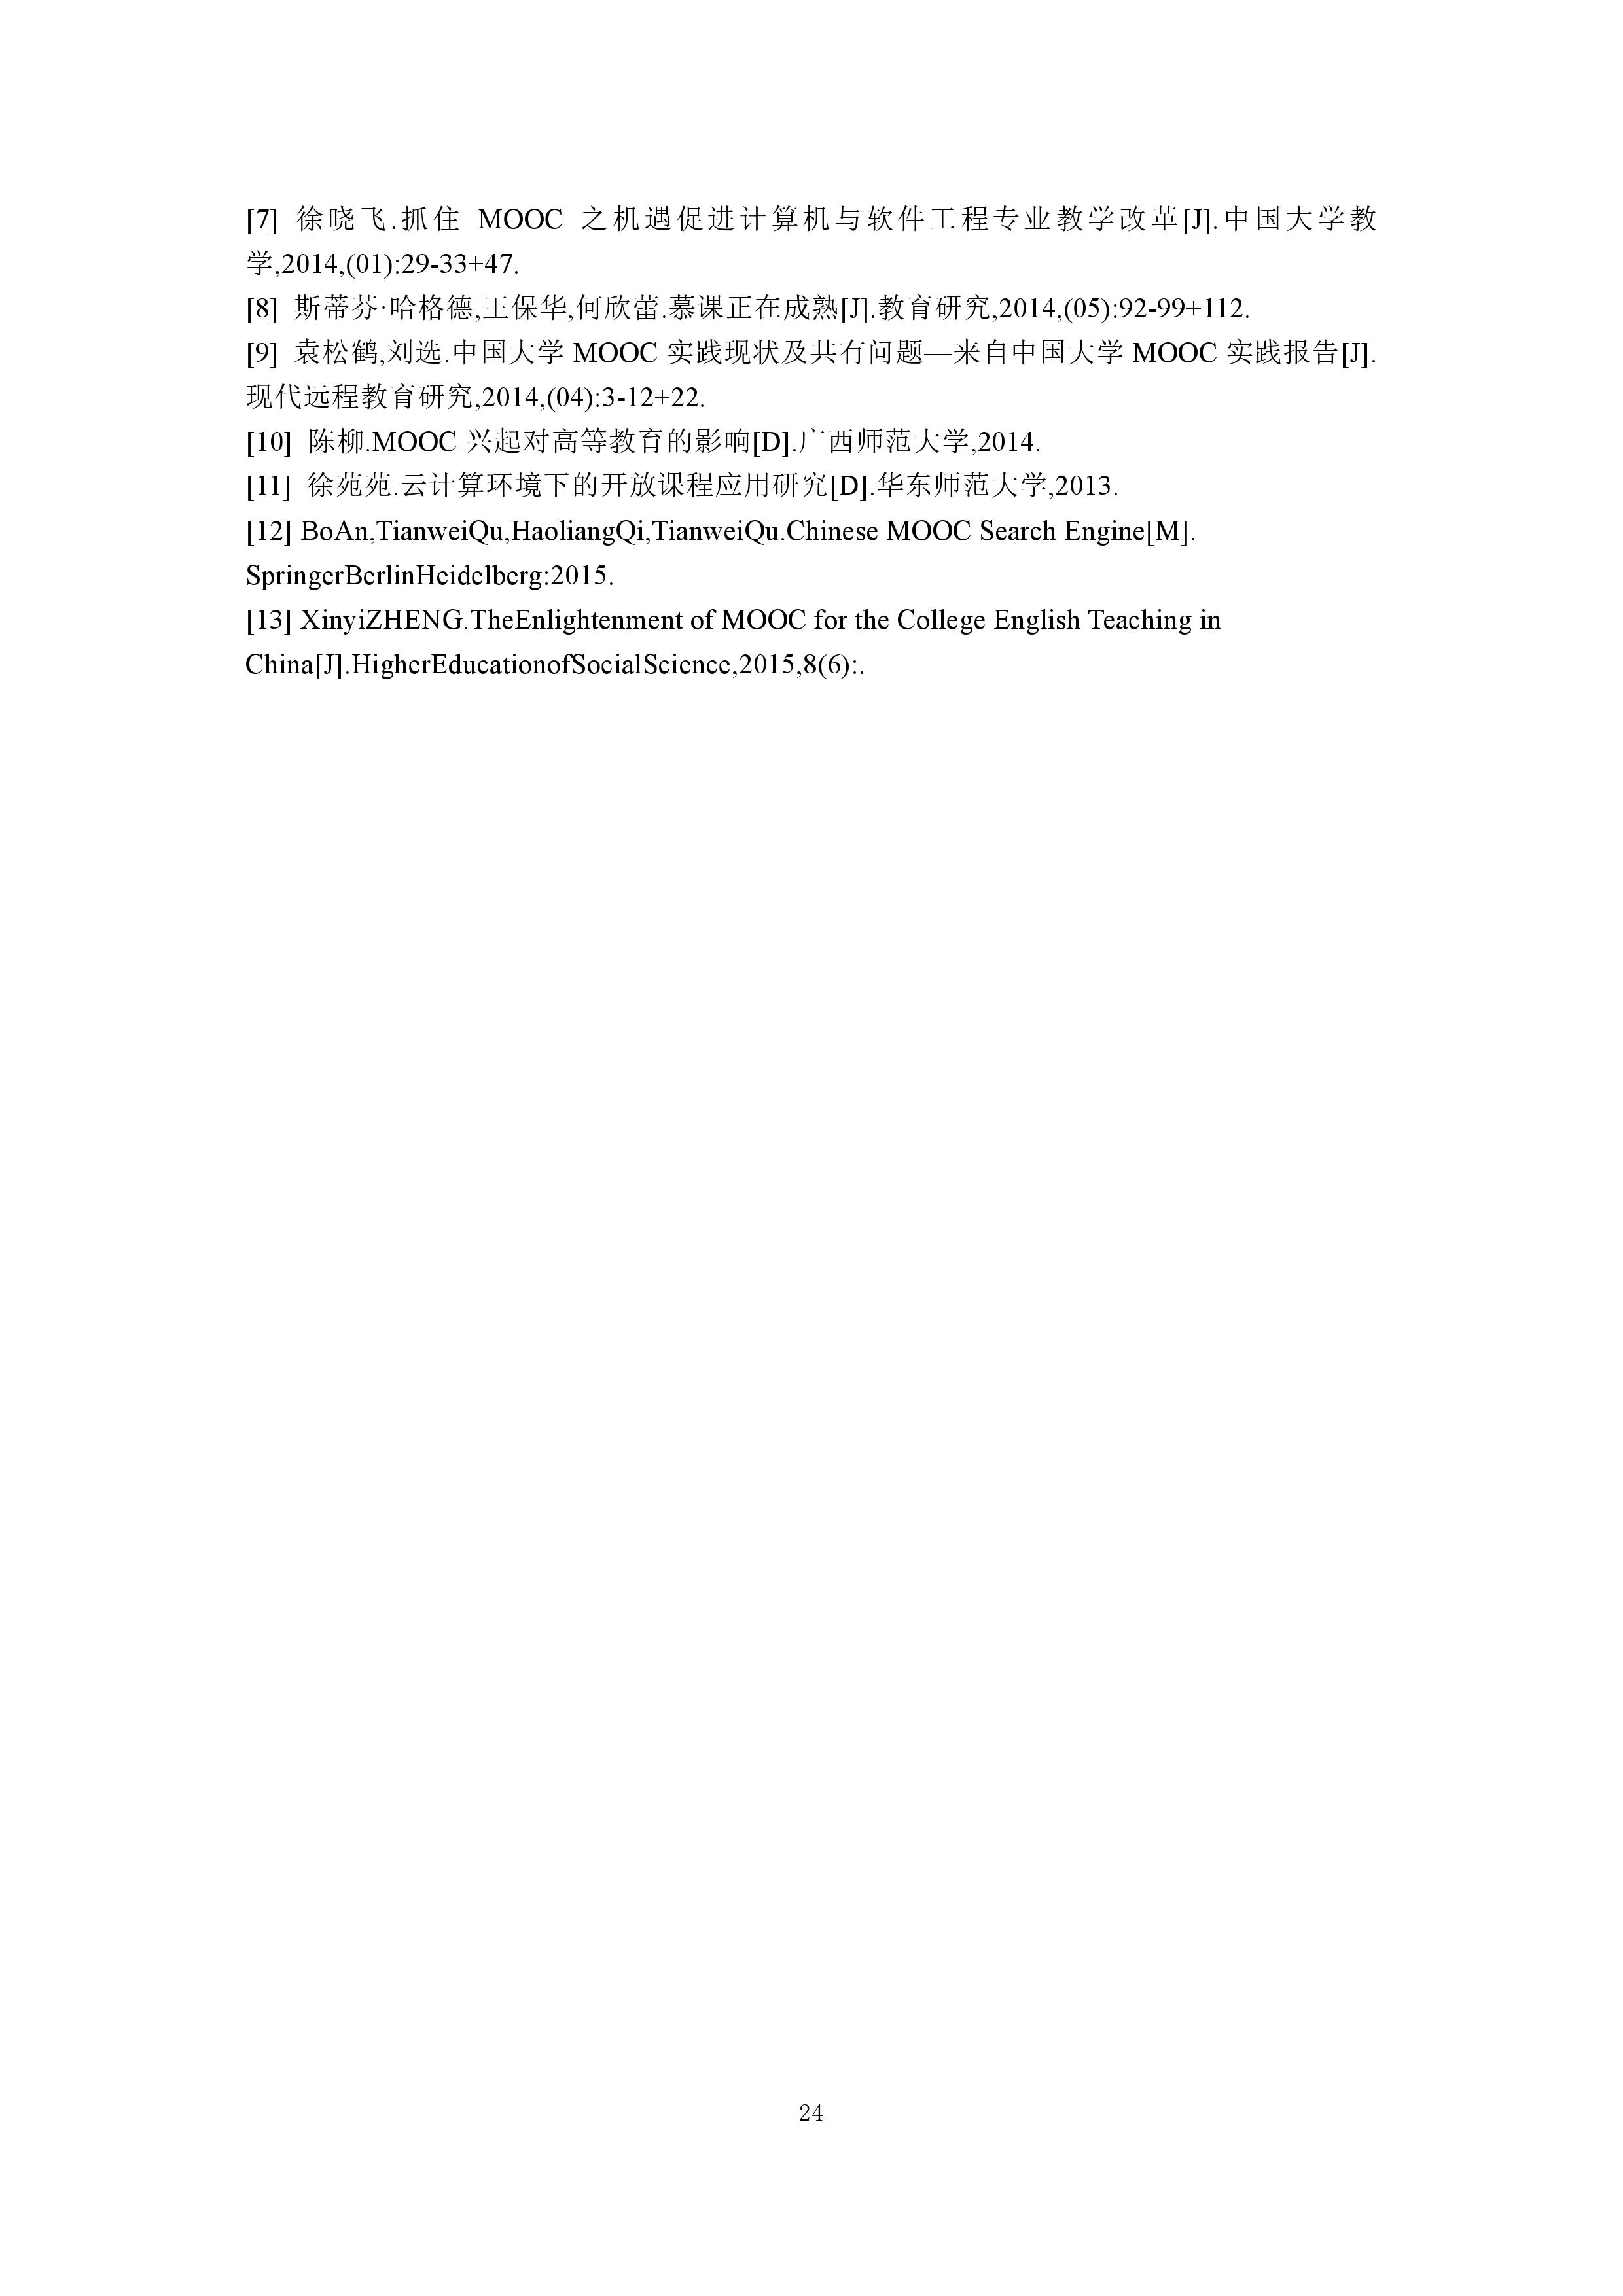 [7] 徐晓飞.抓住 MOOC 之机遇促进计算机与软件工程专业教学改革[J].中国大学教
学,2014,(01):29-33+47.
[8] 斯蒂芬·哈格德,王保华,何欣蕾.慕课正在成熟[J].教育研究,2014,(05):92-99+112.
[9] 袁松鹤,刘选.中国大学 MOOC 实践现状及共有问题—来自中国大学 MOOC 实践报告[J].
现代远程教育研究,2014,(04):3-12+22.
[10] 陈柳.MOOC 兴起对高等教育的影响[D].广西师范大学,2014.
[11] 徐苑苑.云计算环境下的开放课程应用研究[D].华东师范大学,2013.
[12] BoAn,TianweiQu,HaoliangQi,TianweiQu.Chinese MOOC Search Engine[M].
SpringerBerlinHeidelberg:2015.
[13] XinyiZHENG.TheEnlightenment of MOOC for the College English Teaching in
China[J].HigherEducationofSocialScience,2015,8(6):.
24